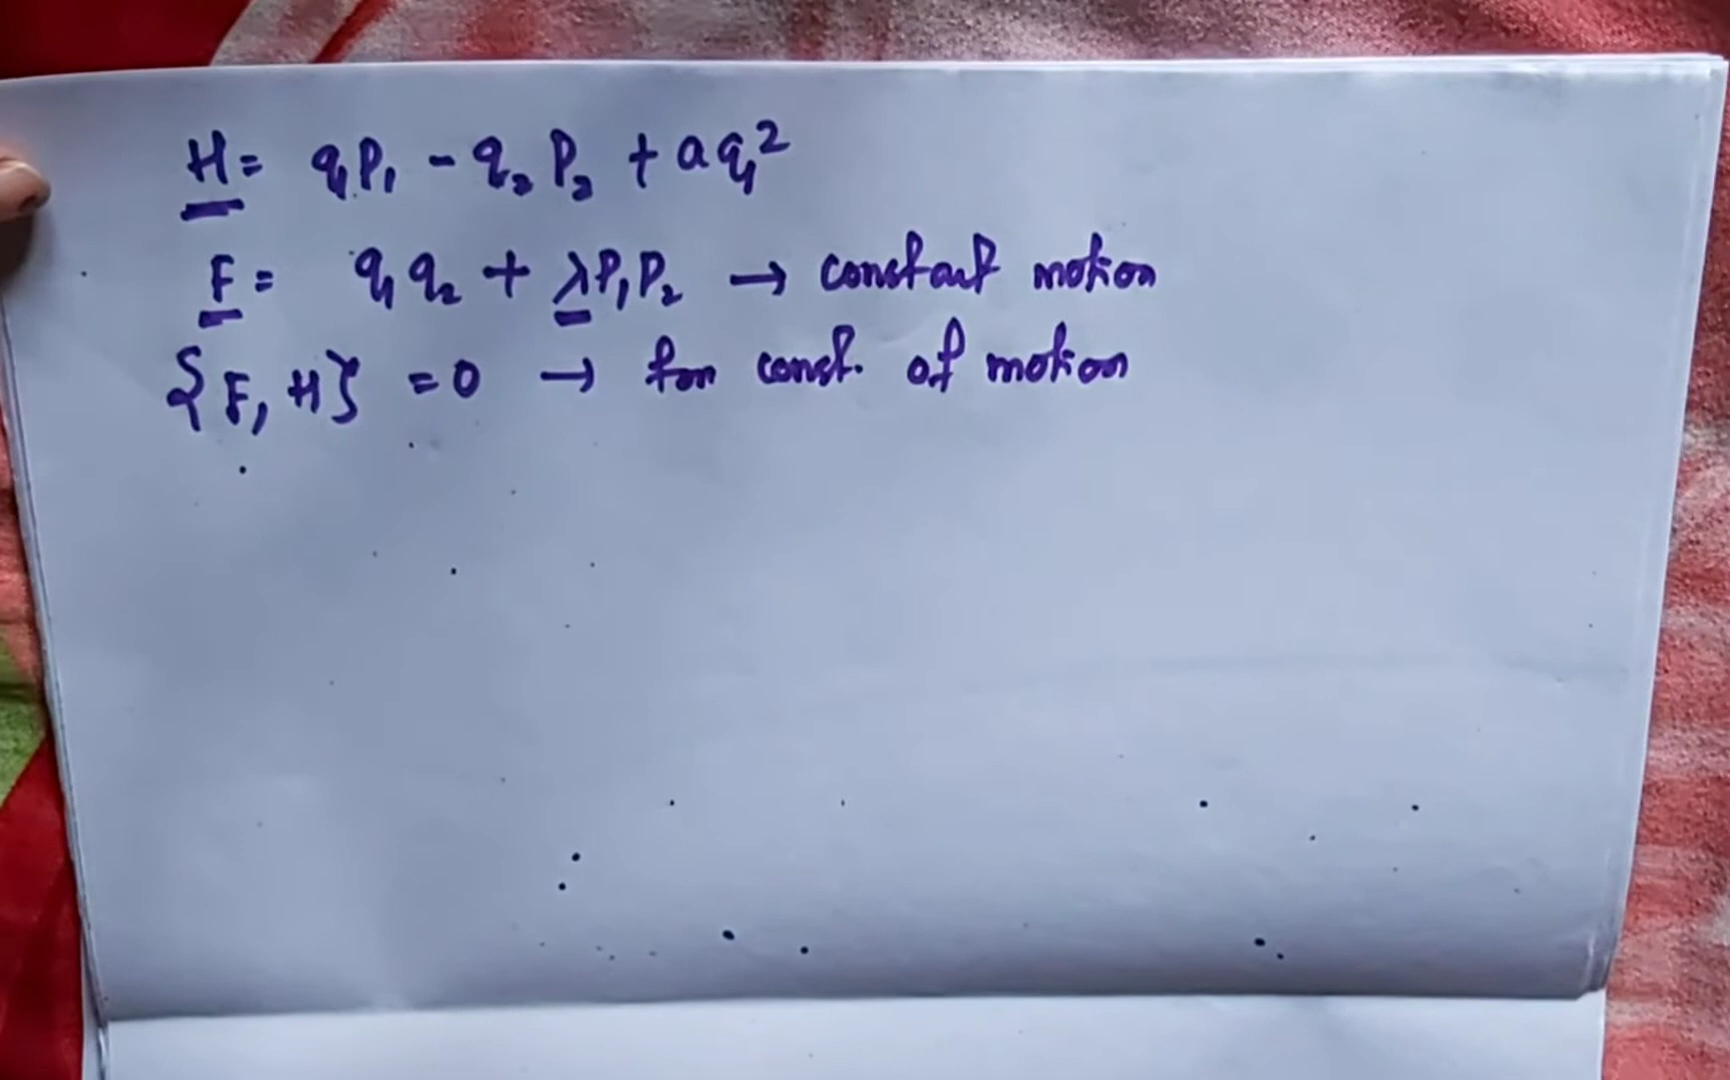 H = q₁P₁ - q₂P₂ + aq₁²
F = q₁q₂ + λP₁P₂ → constant motion
{F, H} = 0 → for const. of motion